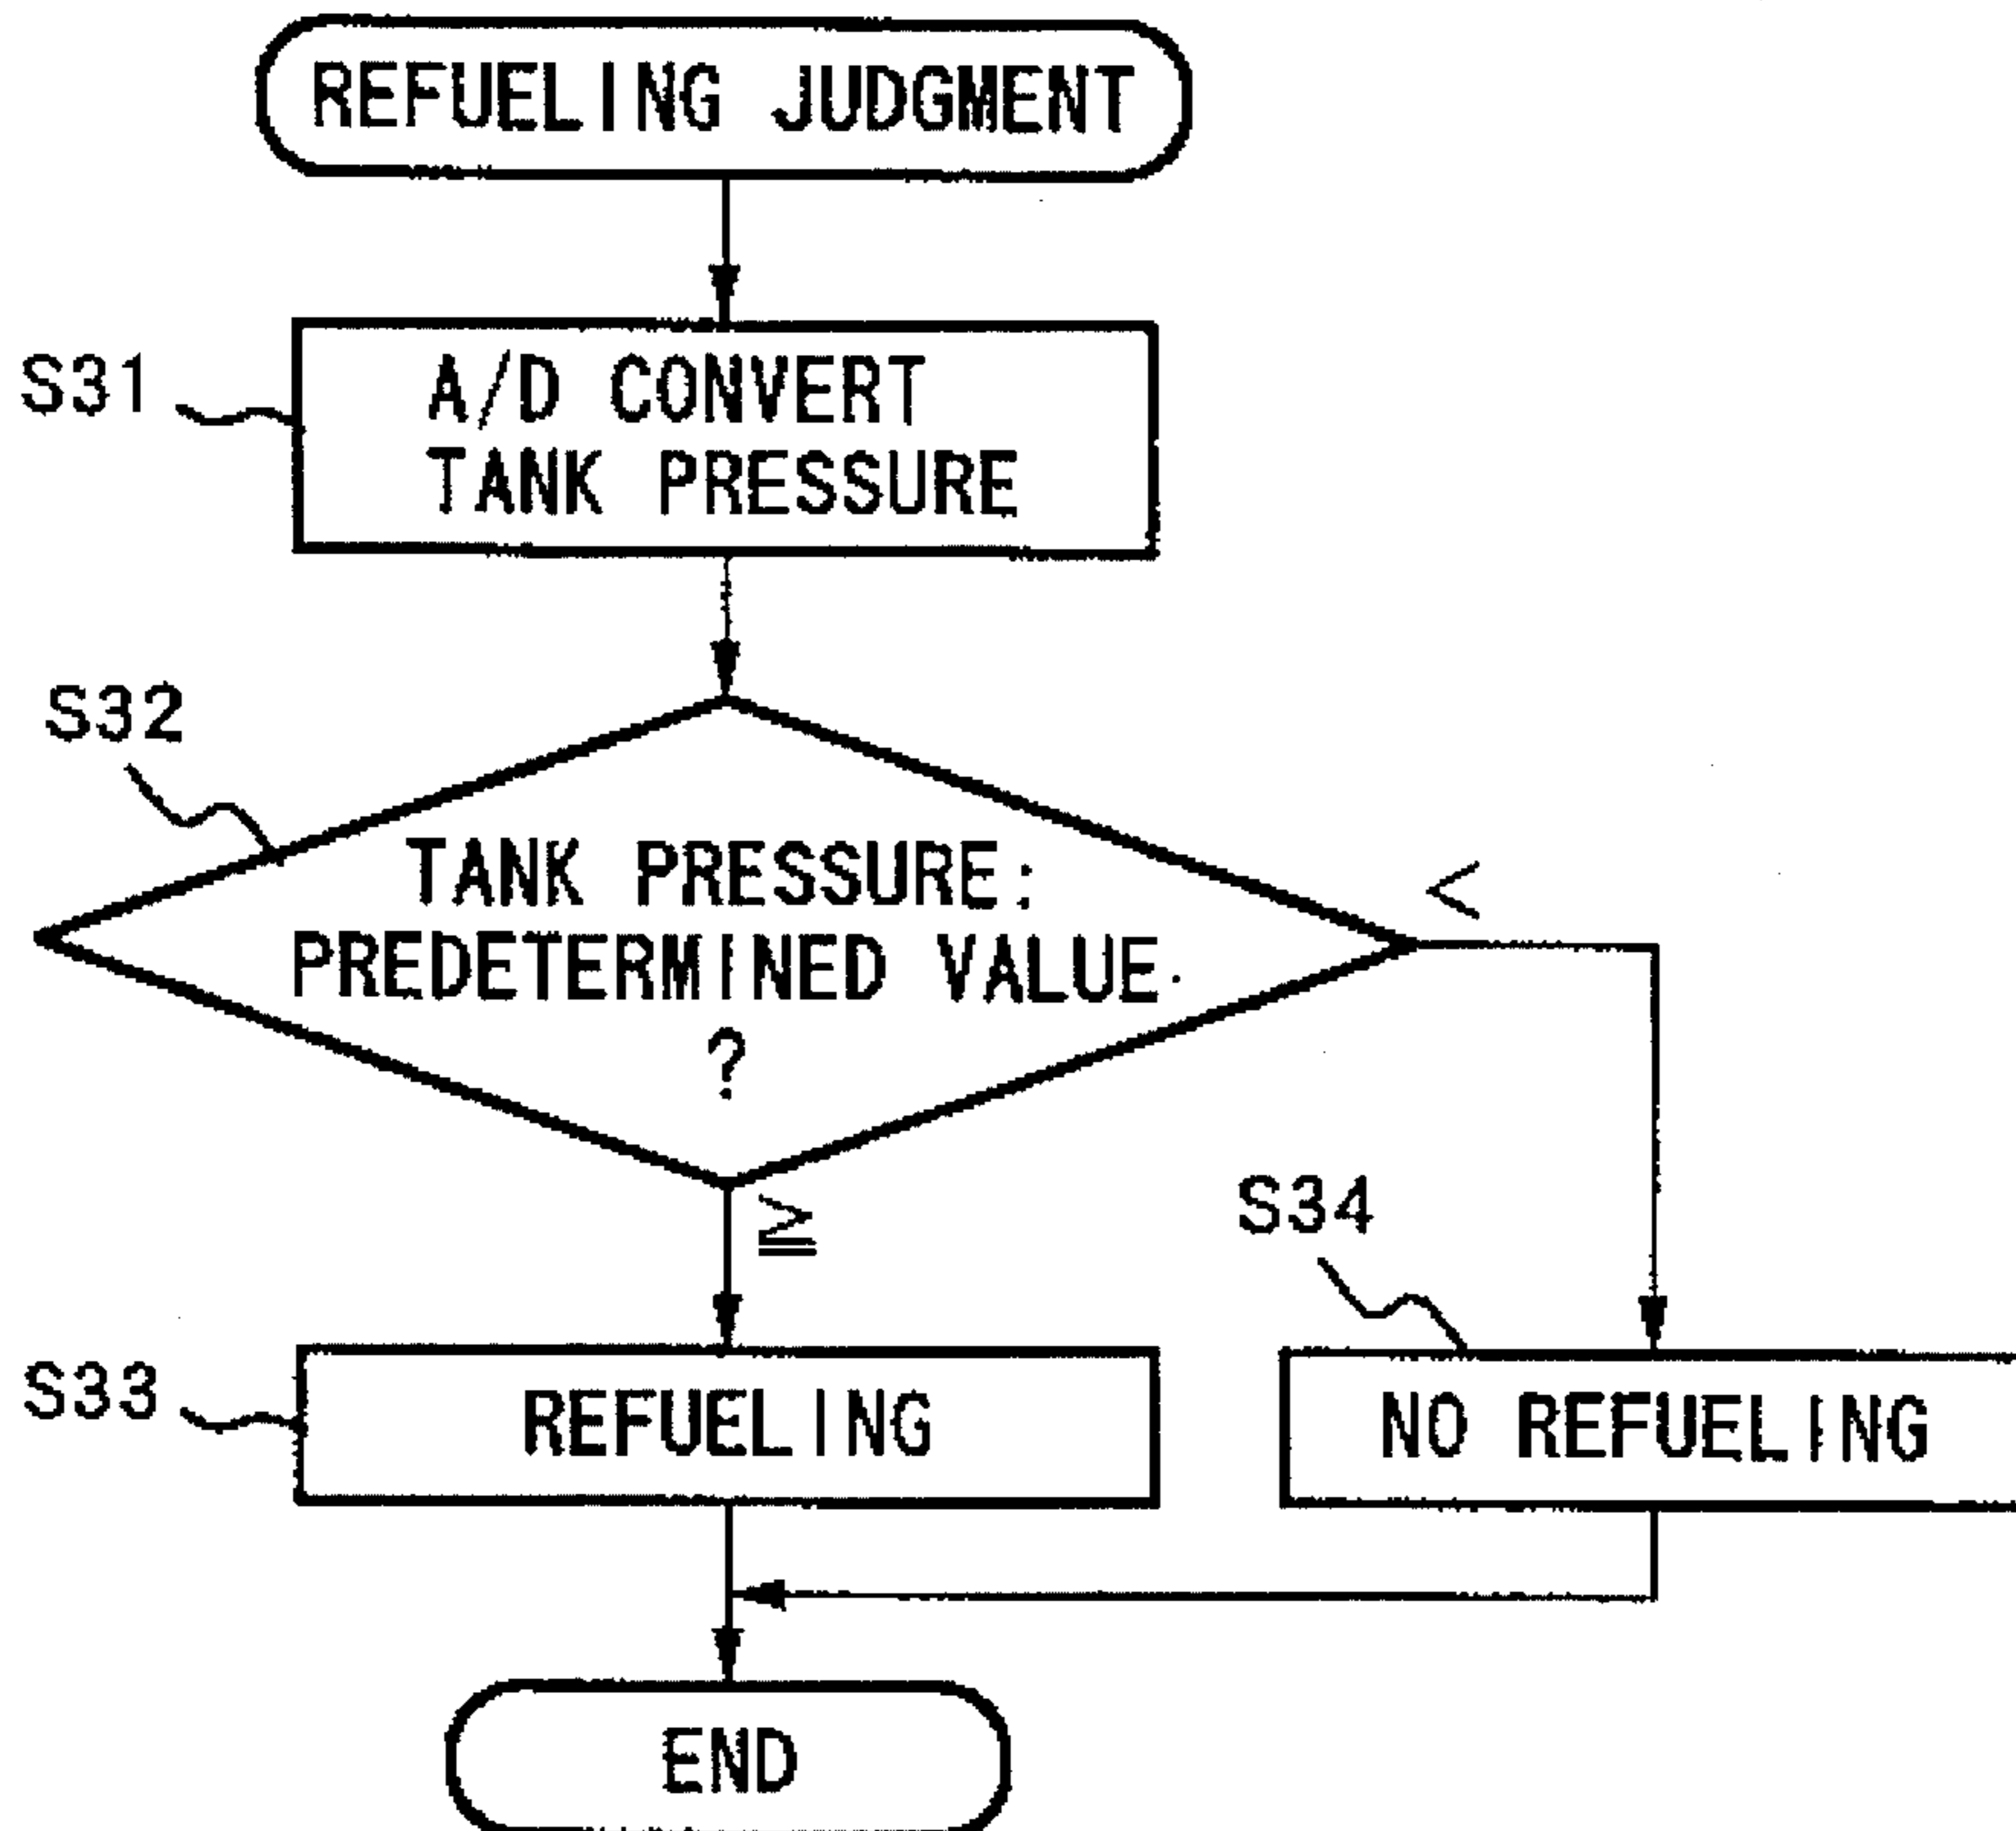 REFUELING JUDGMENT
S31
A/D CONVERT
TANK PRESSURE
S32
TANK PRESSURE:
PREDETERMINED VALUE
?
<
≧
S34
S33
REFUELING
NO REFUELING
END